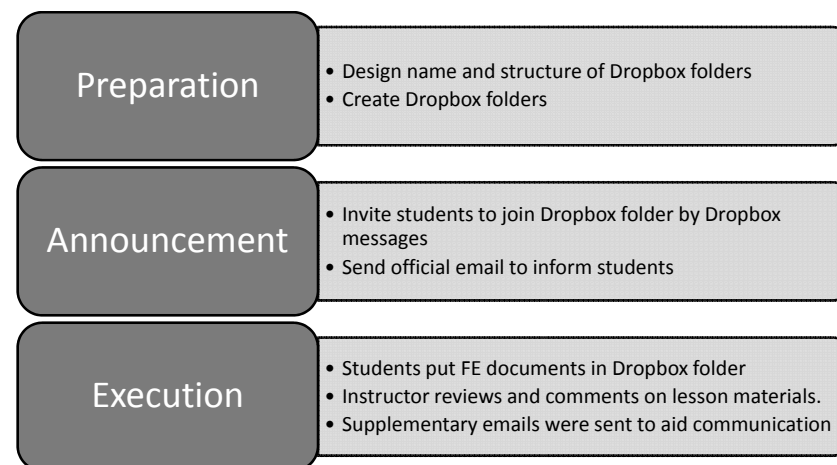 Preparation
• Design name and structure of Dropbox folders
• Create Dropbox folders
Announcement
• Invite students to join Dropbox folder by Dropbox
messages
• Send official email to inform students
Execution
• Students put FE documents in Dropbox folder
• Instructor reviews and comments on lesson materials.
• Supplementary emails were sent to aid communication